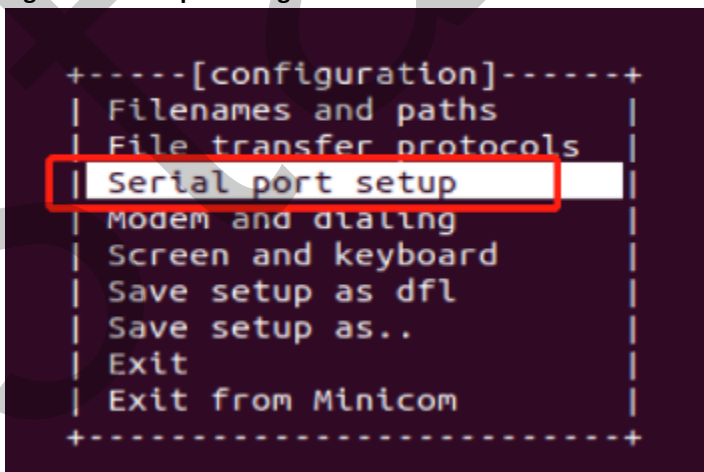 +-----[configuration]------+
| Filenames and paths |
| File transfer protocols |
| Serial port setup |
| Modem and dialing |
| Screen and keyboard |
| Save setup as dfl |
| Save setup as.. |
| Exit |
| Exit from Minicom |
+--------------------------+